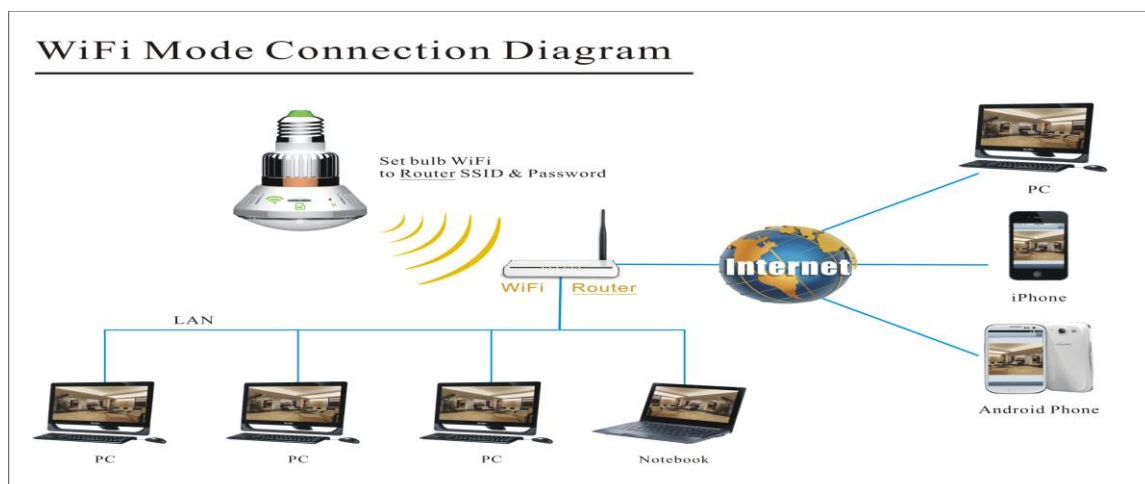 WiFi Mode Connection Diagram
Set bulb WiFi
to Router SSID & Password
PC
Internet
WiFi Router
iPhone
LAN
Android Phone
PC
PC
PC
Notebook